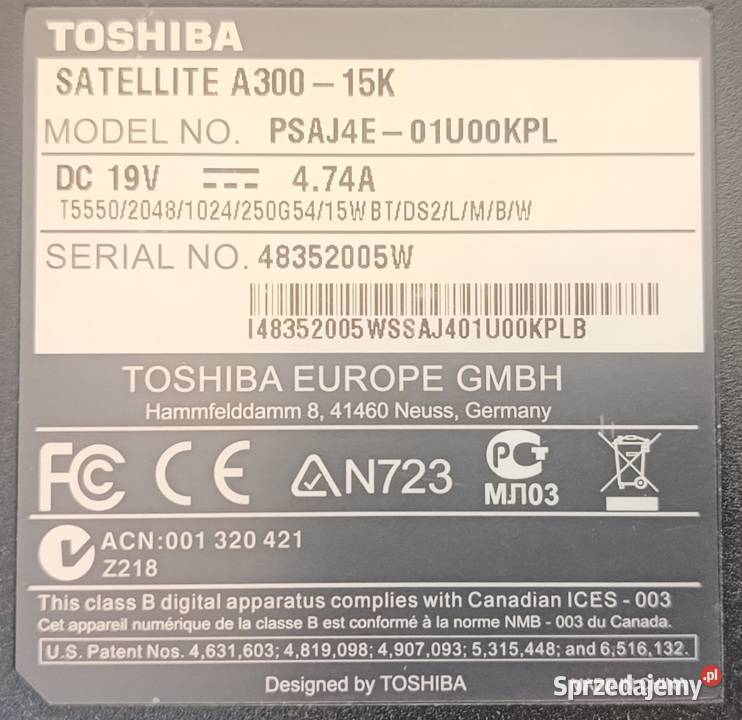 TOSHIBA
SATELLITE A300-15K
MODEL NO. PSAJ4E-01U00KPL
DC 19V 4.74A
T5550/2048/1024/250G54/15W BT/DS2/L/M/B/W
SERIAL NO. 48352005W
I48352005WSSAJ401U00KPLB
TOSHIBA EUROPE GMBH
Hammfelddamm 8, 41460 Neuss, Germany
FC CE N723 PCT
МЛ03
ACN:001 320 421
Z218
This class B digital apparatus complies with Canadian ICES - 003
Cet appareil numérique de la classe B est conformé à la norme NMB - 003 du Canada.
U.S. Patent Nos. 4,631,603; 4,819,098; 4,907,093; 5,315,448; and 6,516,132.
Designed by TOSHIBA
Sprzedajemy.pl